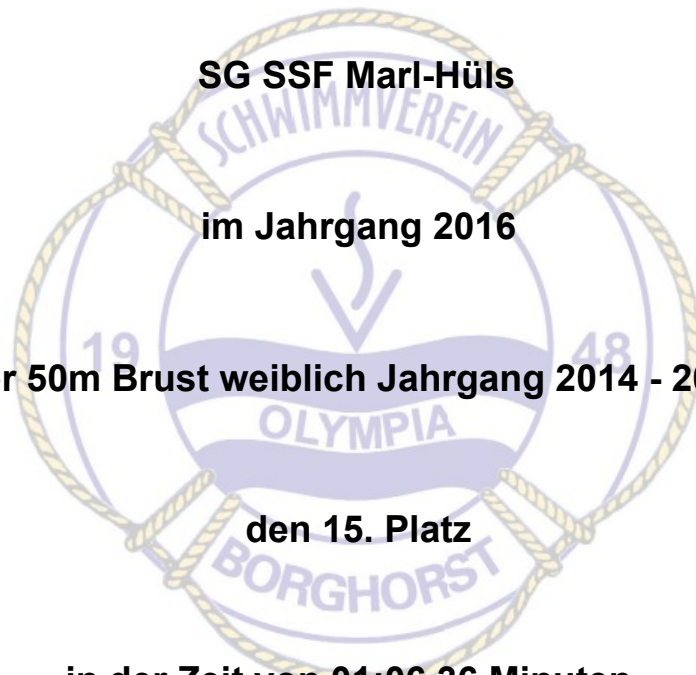 SG SSF Marl-Hüls
SCHWIMMVEREIN
im Jahrgang 2016
19 48
50m Brust weiblich Jahrgang 2014 -
OLYMPIA
den 15. Platz
BORGHORST
in der Zeit von 01:06,36 Minuten